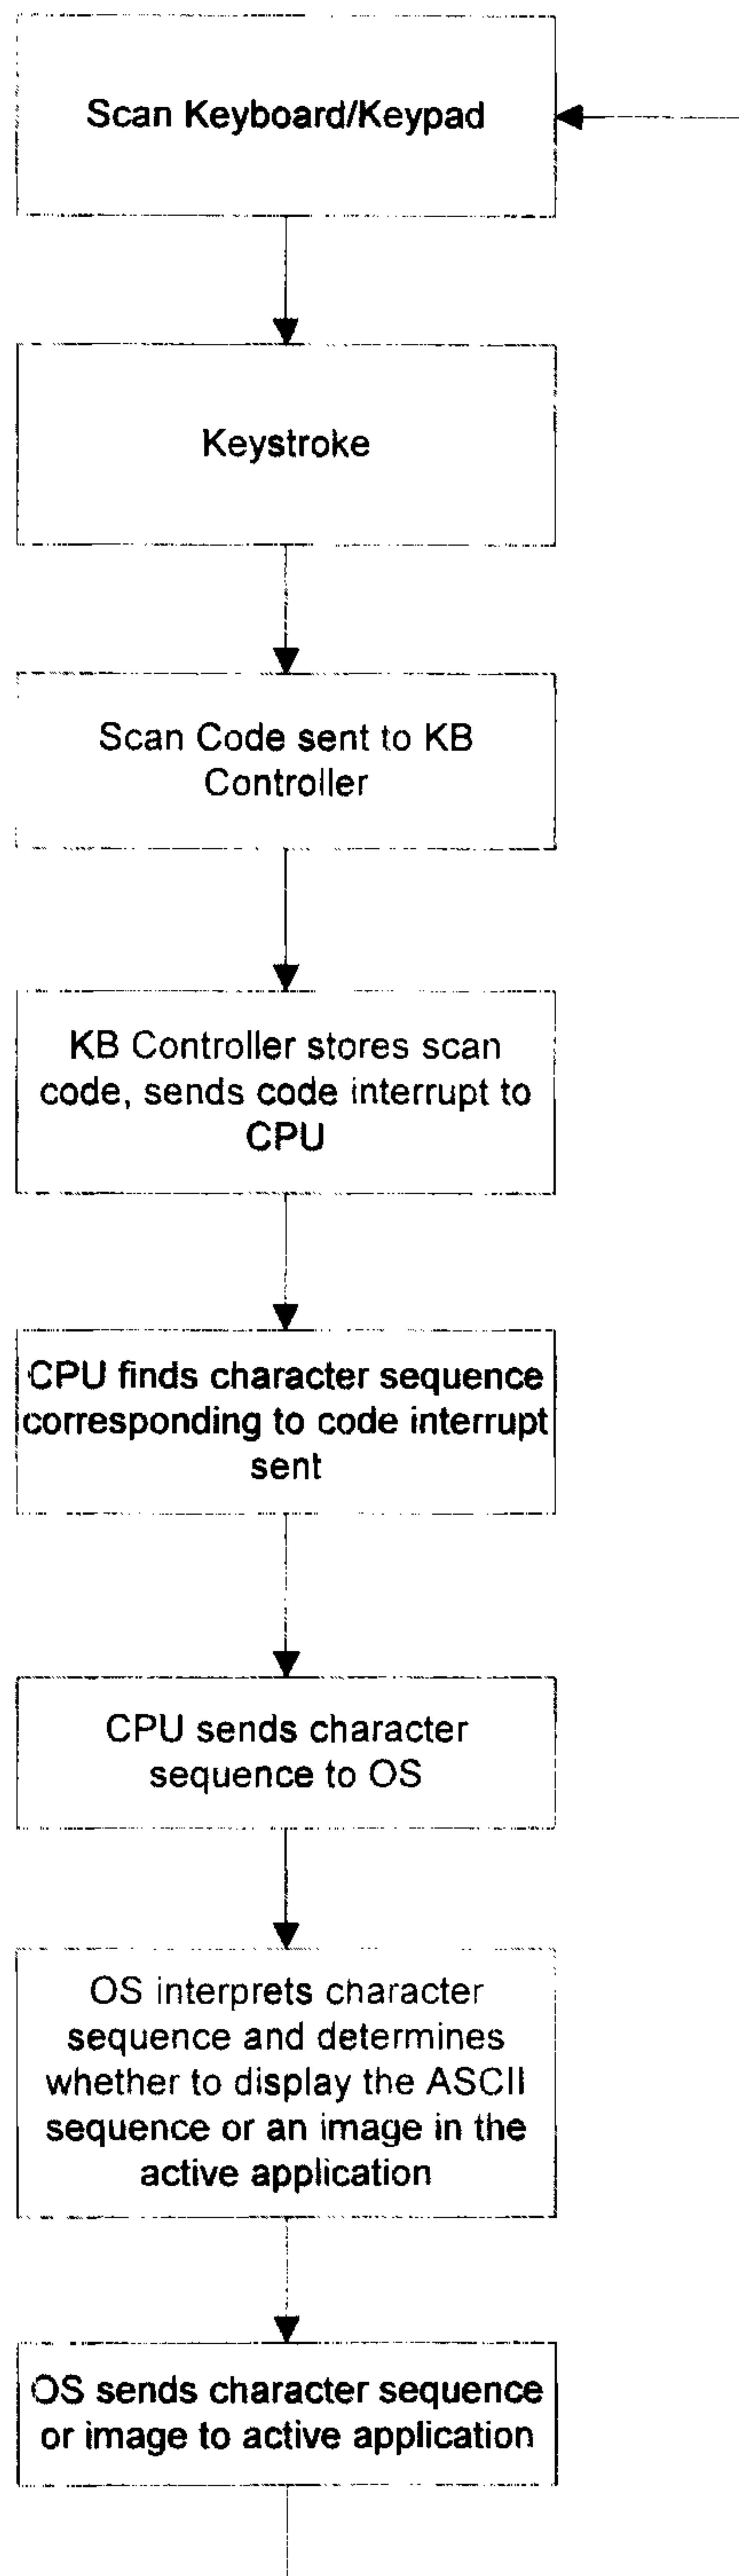 Scan Keyboard/Keypad
Keystroke
Scan Code sent to KB
Controller
KB Controller stores scan
code, sends code interrupt to
CPU
CPU finds character sequence
corresponding to code interrupt
sent
CPU sends character
sequence to OS
OS interprets character
sequence and determines
whether to display the ASCII
sequence or an image in the
active application
OS sends character sequence
or image to active application